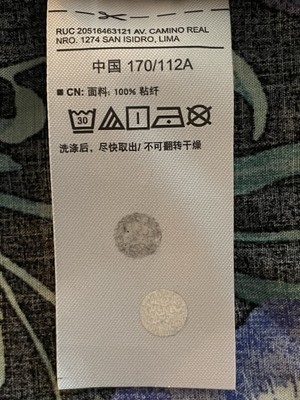 RUC 20516463121 AV. CAMINO REAL
NRO. 1274 SAN ISIDRO, LIMA
中国 170/112A
■ CN: 面料: 100% 粘纤
30
洗涤后、尽快取出/ 不可翻转干燥